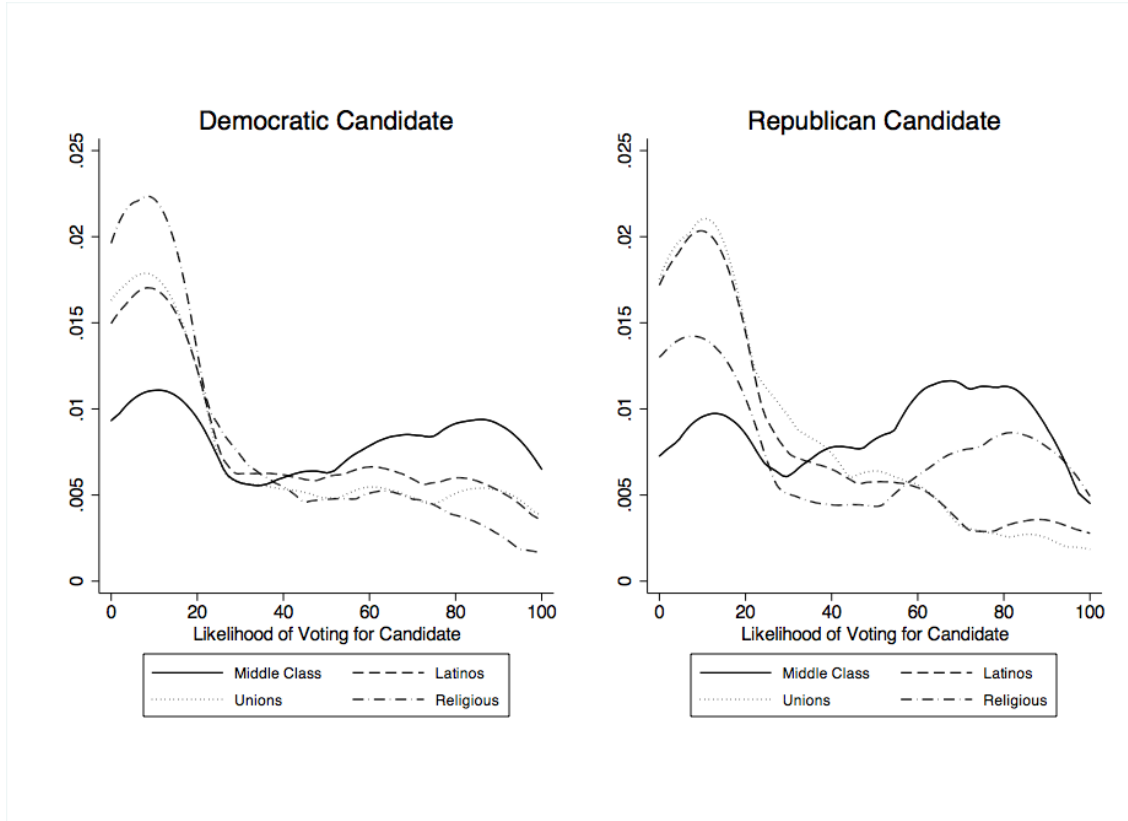 Democratic Candidate
.025
.02
.015
.01
.005
0
0 20 40 60 80 100
Likelihood of Voting for Candidate
Middle Class Latinos
Unions Religious
Republican Candidate
.025
.02
.015
.01
.005
0
0 20 40 60 80 100
Likelihood of Voting for Candidate
Middle Class Latinos
Unions Religious